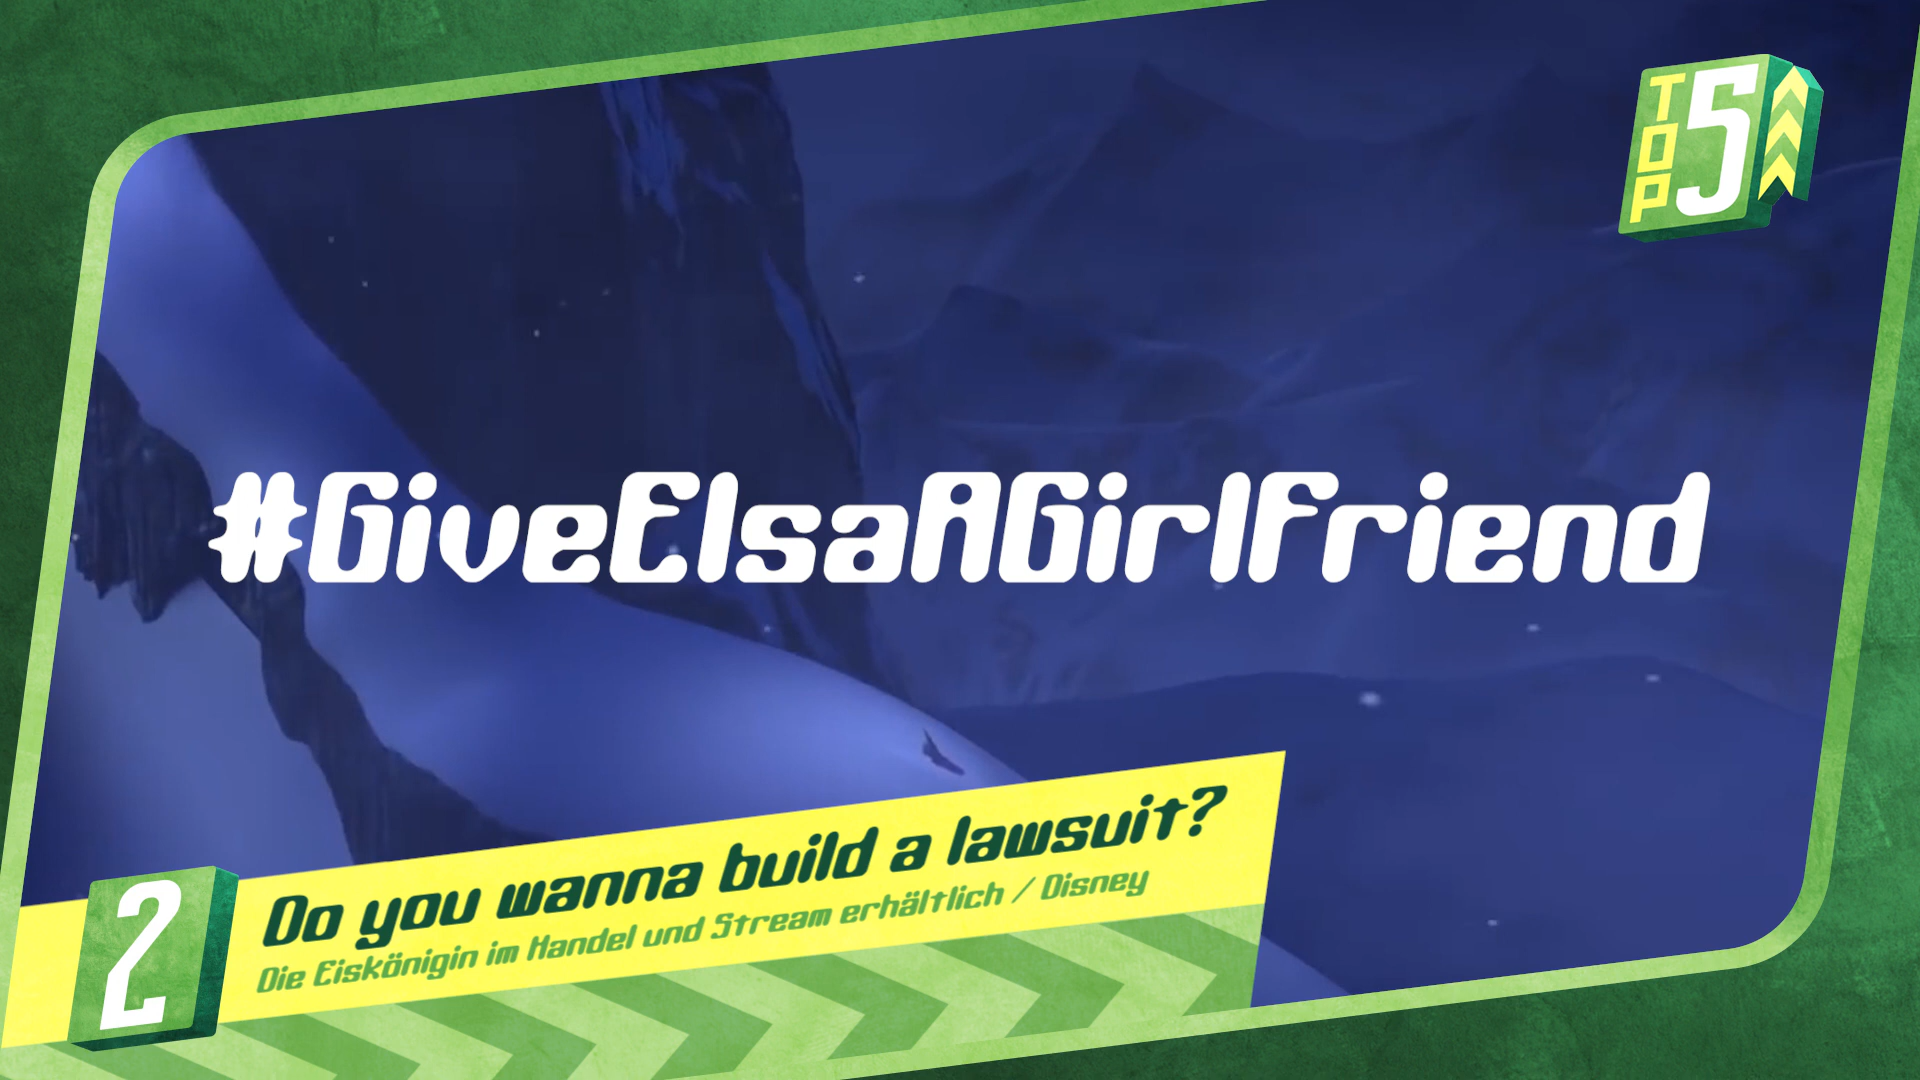 TOP 5
#GiveElsaAGirlFriend
2
Do you wanna build a lawsuit?
Die Eiskönigin im Handel und Stream erhältlich / Disney